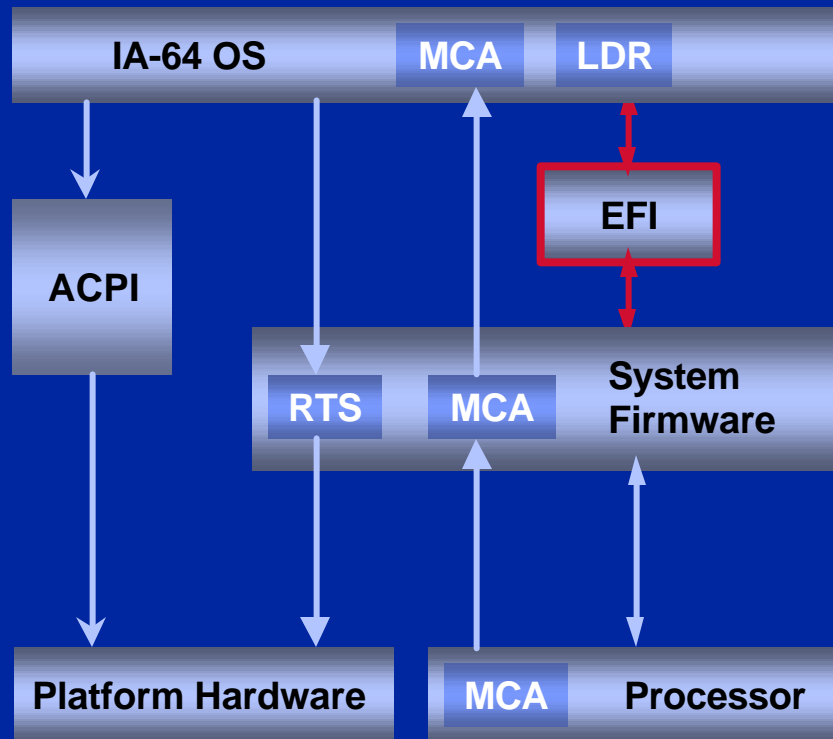 IA-64 OS MCA LDR
EFI
ACPI
RTS MCA System
Firmware
Platform Hardware MCA Processor